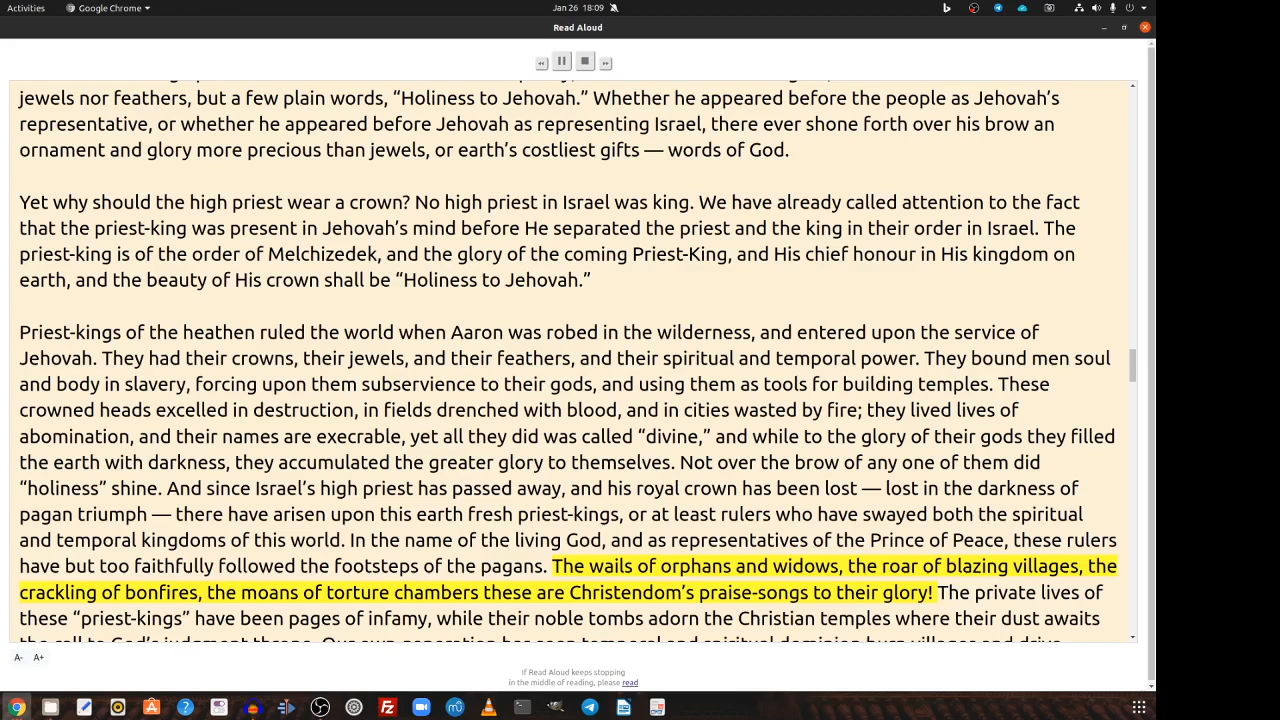 Activities Google Chrome Jan 26 18:09
Read Aloud
jewels nor feathers, but a few plain words, “Holiness to Jehovah.” Whether he appeared before the people as Jehovah’s
representative, or whether he appeared before Jehovah as representing Israel, there ever shone forth over his brow an
ornament and glory more precious than jewels, or earth’s costliest gifts — words of God.
Yet why should the high priest wear a crown? No high priest in Israel was king. We have already called attention to the fact
that the priest-king was present in Jehovah’s mind before He separated the priest and the king in their order in Israel. The
priest-king is of the order of Melchizedek, and the glory of the coming Priest-King, and His chief honour in His kingdom on
earth, and the beauty of His crown shall be “Holiness to Jehovah.”
Priest-kings of the heathen ruled the world when Aaron was robed in the wilderness, and entered upon the service of
Jehovah. They had their crowns, their jewels, and their feathers, and their spiritual and temporal power. They bound men soul
and body in slavery, forcing upon them subservience to their gods, and using them as tools for building temples. These
crowned heads excelled in destruction, in fields drenched with blood, and in cities wasted by fire; they lived lives of
abomination, and their names are execrable, yet all they did was called “divine,” and while to the glory of their gods they filled
the earth with darkness, they accumulated the greater glory to themselves. Not over the brow of any one of them did
“holiness” shine. And since Israel’s high priest has passed away, and his royal crown has been lost — lost in the darkness of
pagan triumph — there have arisen upon this earth fresh priest-kings, or at least rulers who have swayed both the spiritual
and temporal kingdoms of this world. In the name of the living God, and as representatives of the Prince of Peace, these rulers
have but too faithfully followed the footsteps of the pagans. The wails of orphans and widows, the roar of blazing villages, the
crackling of bonfires, the moans of torture chambers these are Christendom’s praise-songs to their glory! The private lives of
these “priest-kings” have been pages of infamy, while their noble tombs adorn the Christian temples where their dust awaits
A- A+
If Read Aloud keeps stopping
in the middle of reading, please read